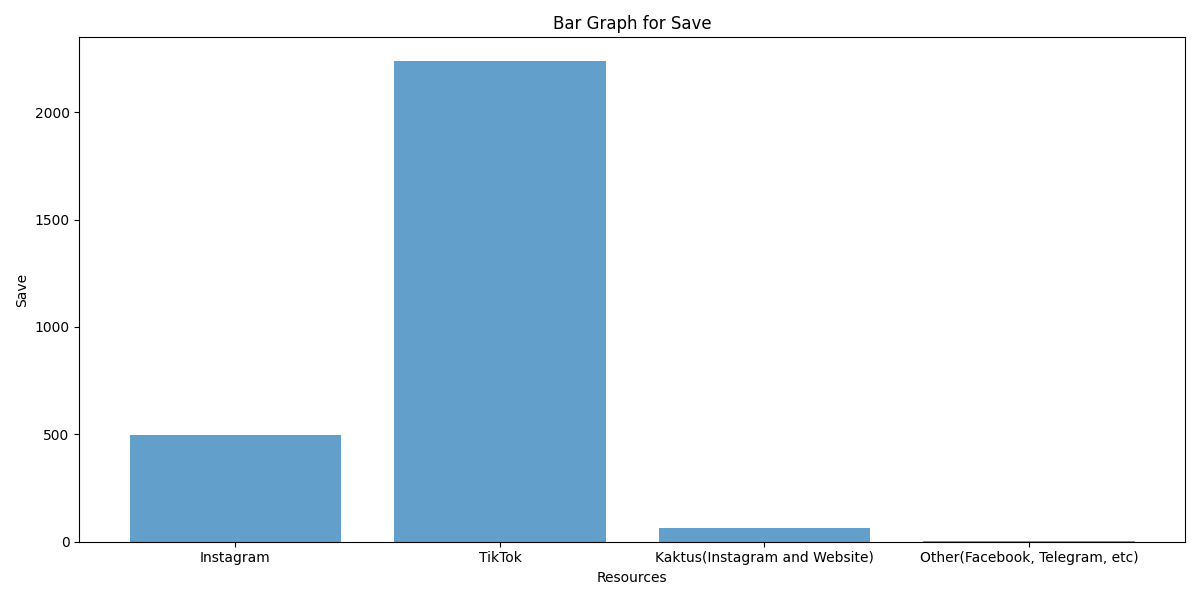 Bar Graph for Save
2000
1500
1000
500
0
Save
Instagram
TikTok
Kaktus(Instagram and Website)
Other(Facebook, Telegram, etc)
Resources